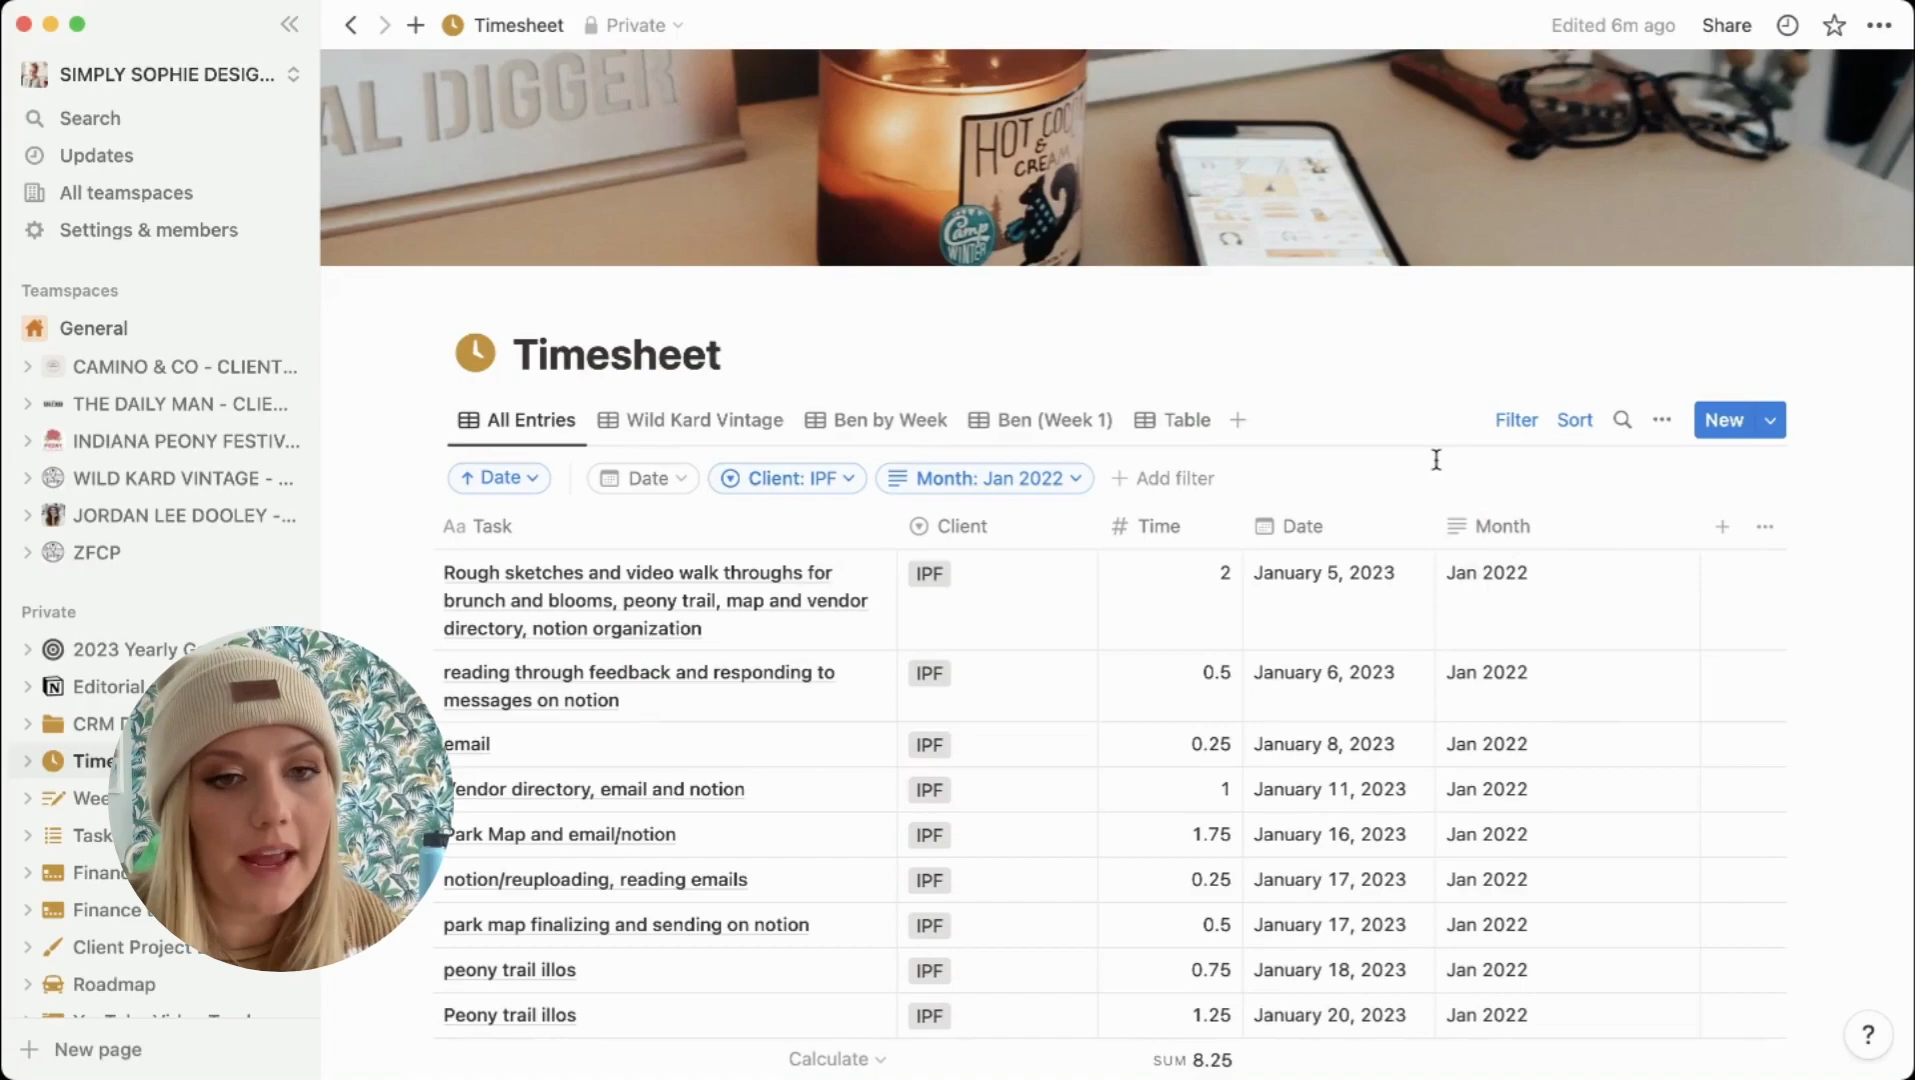 Timesheet
Private
Edited 6m ago
Share
SIMPLY SOPHIE DESIG...
Search
Updates
All teamspaces
Settings & members
Teamspaces
General
CAMINO & CO - CLIENT...
THE DAILY MAN - CLIE...
INDIANA PEONY FESTIV...
WILD KARD VINTAGE - ...
JORDAN LEE DOOLEY -...
ZFCP
Private
2023 Yearly
Editorial
CRM
Time
Wee
Task
Finance
Finance
Client Project
Roadmap
New page
AL DIGGER
HOT
&
CREAM
Camp
WINTER
Timesheet
All Entries Wild Kard Vintage Ben by Week Ben (Week 1) Table
Filter Sort New
Date Date Client: IPF Month: Jan 2022 Add filter
Aa Task Client # Time Date Month
Rough sketches and video walk throughs for
brunch and blooms, peony trail, map and vendor
directory, notion organization
IPF 2 January 5, 2023 Jan 2022
reading through feedback and responding to
messages on notion
IPF 0.5 January 6, 2023 Jan 2022
email IPF 0.25 January 8, 2023 Jan 2022
Vendor directory, email and notion IPF 1 January 11, 2023 Jan 2022
Park Map and email/notion IPF 1.75 January 16, 2023 Jan 2022
notion/reuploading, reading emails IPF 0.25 January 17, 2023 Jan 2022
park map finalizing and sending on notion IPF 0.5 January 17, 2023 Jan 2022
peony trail illos IPF 0.75 January 18, 2023 Jan 2022
Peony trail illos IPF 1.25 January 20, 2023 Jan 2022
Calculate SUM 8.25
?